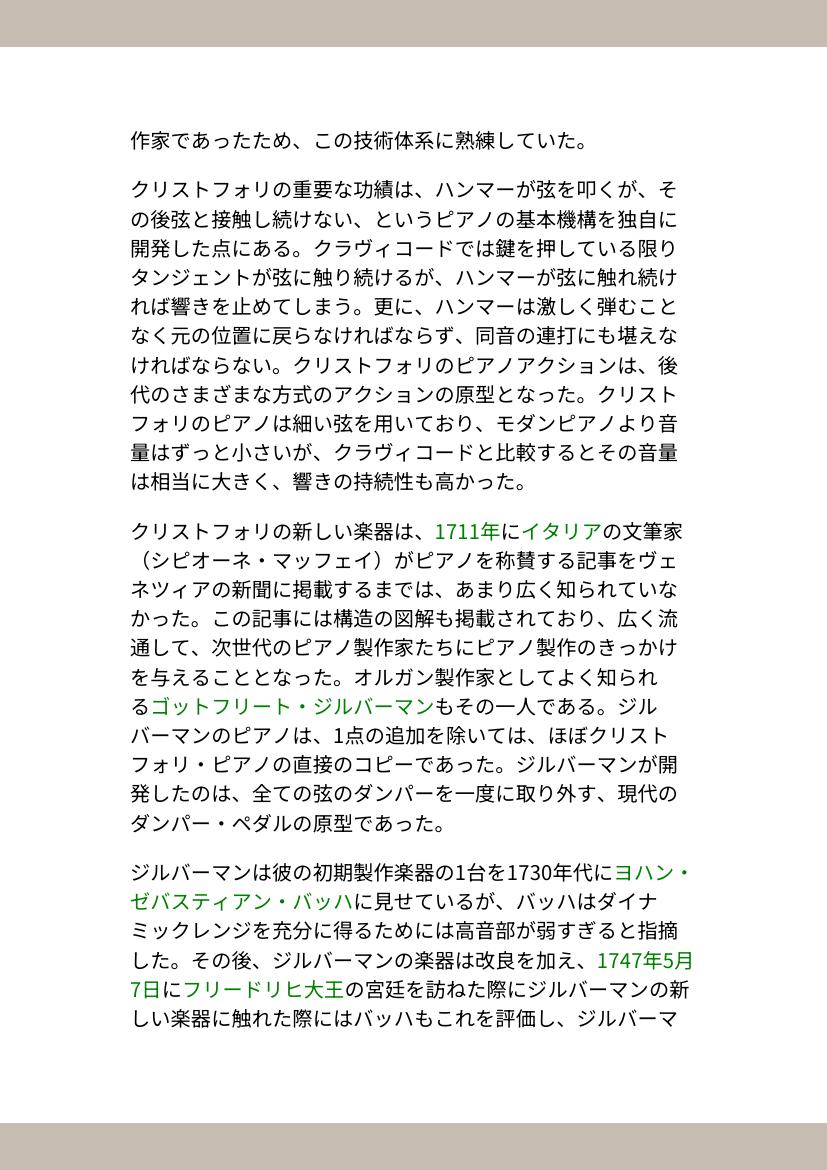 作家であったため、この技術体系に熟練していた。
クリストフォリの重要な功績は、ハンマーが弦を叩くが、そ
の後弦と接触し続けない、というピアノの基本機構を独自に
開発した点にある。クラヴィコードでは鍵を押している限り
タンジェントが弦に触り続けるが、ハンマーが弦に触れ続け
れば響きを止めてしまう。更に、ハンマーは激しく弾むこと
なく元の位置に戻らなければならず、同音の連打にも堪えな
ければならない。クリストフォリのピアノアクションは、後
代のさまざまな方式のアクションの原型となった。クリスト
フォリのピアノは細い弦を用いており、モダンピアノより音
量はずっと小さいが、クラヴィコードと比較するとその音量
は相当に大きく、響きの持続性も高かった。
クリストフォリの新しい楽器は、1711年にイタリアの文筆家
（シピオーネ・マッフェイ）がピアノを称賛する記事をヴェ
ネツィアの新聞に掲載するまでは、あまり広く知られていな
かった。この記事には構造の図解も掲載されており、広く流
通して、次世代のピアノ製作家たちにピアノ製作のきっかけ
を与えることとなった。オルガン製作家としてよく知られ
るゴットフリート・ジルバーマンもその一人である。ジル
バーマンのピアノは、1点の追加を除いては、ほぼクリスト
フォリ・ピアノの直接のコピーであった。ジルバーマンが開
発したのは、全ての弦のダンパーを一度に取り外す、現代の
ダンパー・ペダルの原型であった。
ジルバーマンは彼の初期製作楽器の1台を1730年代にヨハン・
ゼバスティアン・バッハに見せているが、バッハはダイナ
ミックレンジを充分に得るためには高音部が弱すぎると指摘
した。その後、ジルバーマンの楽器は改良を加え、1747年5月
7日にフリードリヒ大王の宮廷を訪ねた際にジルバーマンの新
しい楽器に触れた際にはバッハもこれを評価し、ジルバーマ